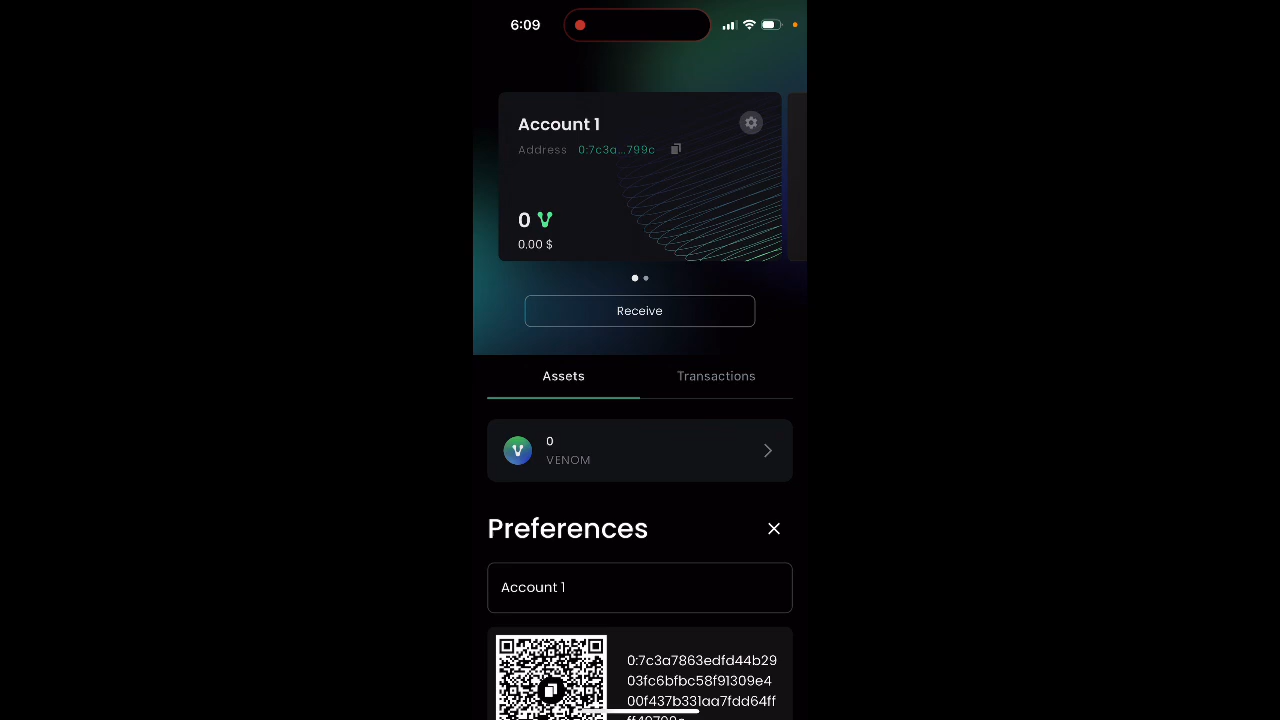 6:09
Account 1
Address 0:7c3a...799c
0
0.00 $
Receive
Assets Transactions
0
VENOM
Preferences
Account 1
0:7c3a7863edfd44b29
03fc6bfbc58f91309e4
00f437b331aa7fdd64ff